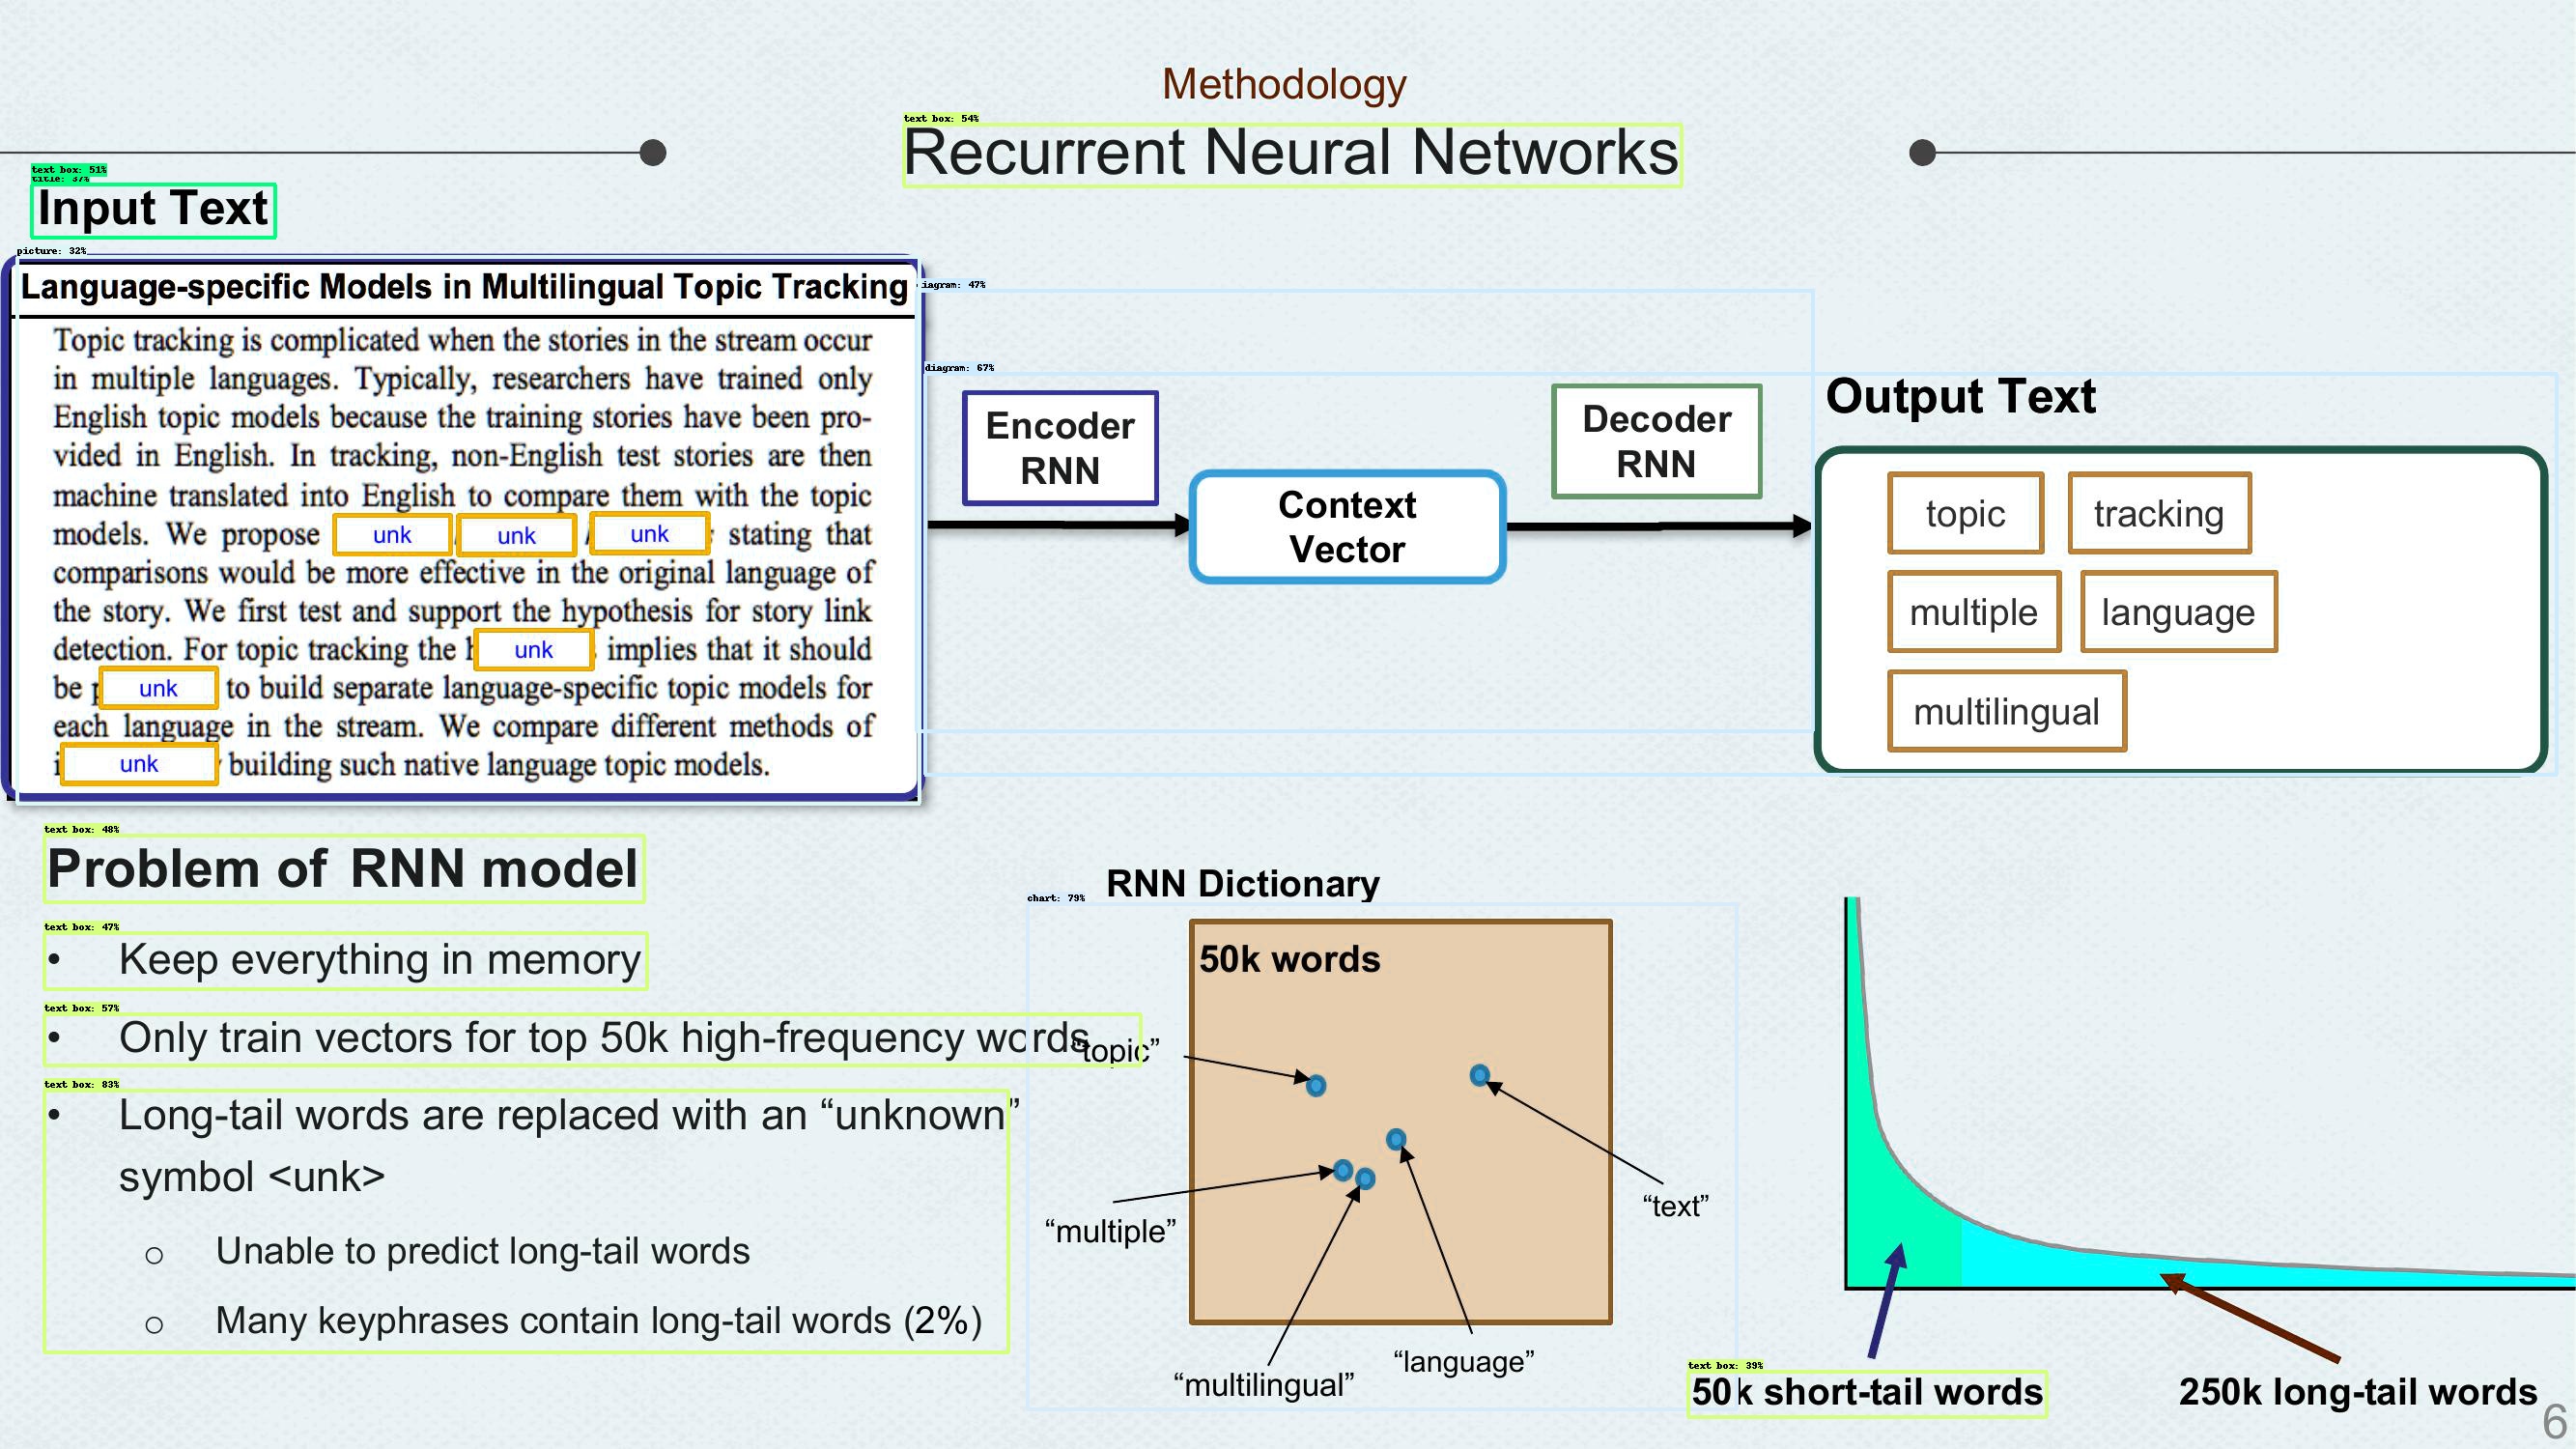 Methodology
text box: 54%
Recurrent Neural Networks
text box: 51%
title: 37%
Input Text
picture: 32%
Language-specific Models in Multilingual Topic Tracking
Topic tracking is complicated when the stories in the stream occur
in multiple languages. Typically, researchers have trained only
English topic models because the training stories have been pro-
vided in English. In tracking, non-English test stories are then
machine translated into English to compare them with the topic
models. We propose unk unk unk stating that
comparisons would be more effective in the original language of
the story. We first test and support the hypothesis for story link
detection. For topic tracking the h unk implies that it should
be p unk to build separate language-specific topic models for
each language in the stream. We compare different methods of
i unk building such native language topic models.
iagram: 47%
diagram: 67%
Encoder
RNN
Context
Vector
Decoder
RNN
Output Text
topic tracking
multiple language
multilingual
text box: 48%
Problem of RNN model
text box: 47%
• Keep everything in memory
text box: 57%
• Only train vectors for top 50k high-frequency words
text box: 83%
• Long-tail words are replaced with an “unknown”
symbol <unk>
o Unable to predict long-tail words
o Many keyphrases contain long-tail words (2%)
RNN Dictionary
chart: 79%
50k words
“topic”
“text”
“multiple”
“language”
“multilingual”
text box: 39%
50k short-tail words
250k long-tail words
6